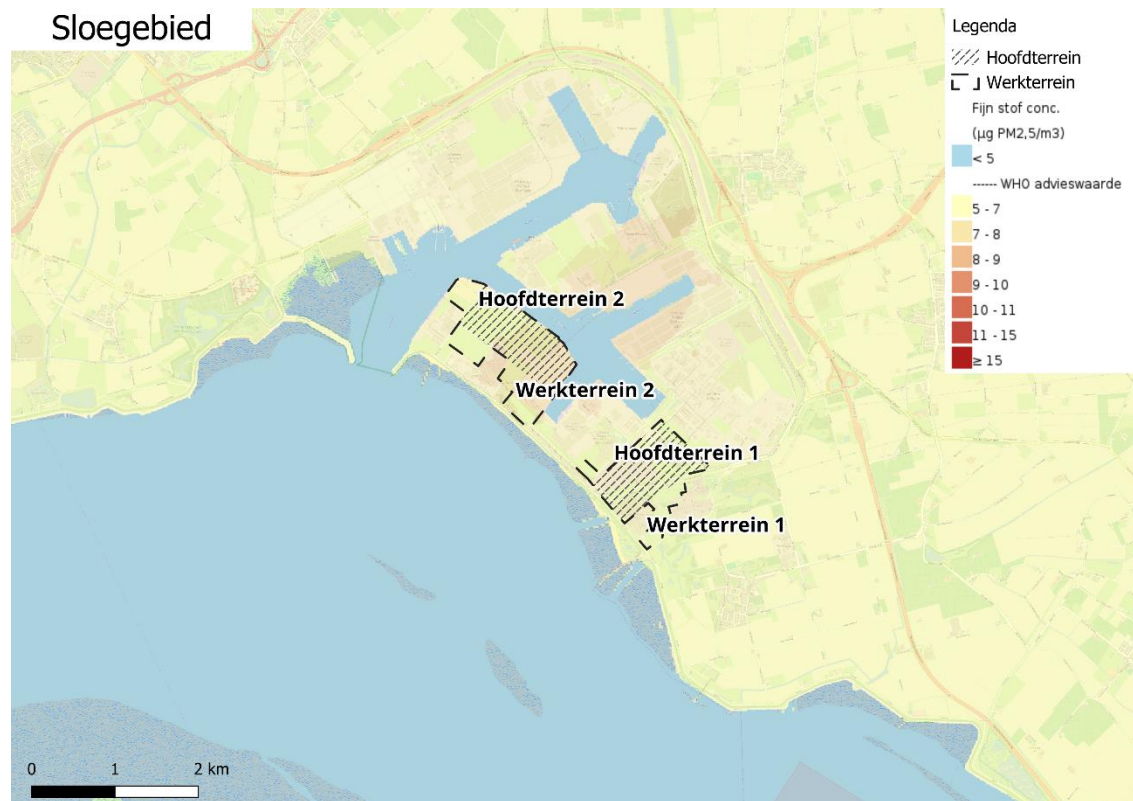 Sloegebied
Legenda
Hoofdterrein
Werkterrein
Fijn stof conc.
(µg PM2,5/m3)
< 5
------ WHO advieswaarde
5 - 7
7 - 8
8 - 9
9 - 10
10 - 11
11 - 15
≥ 15
Hoofdterrein 2
Werkterrein 2
Hoofdterrein 1
Werkterrein 1
0 1 2 km